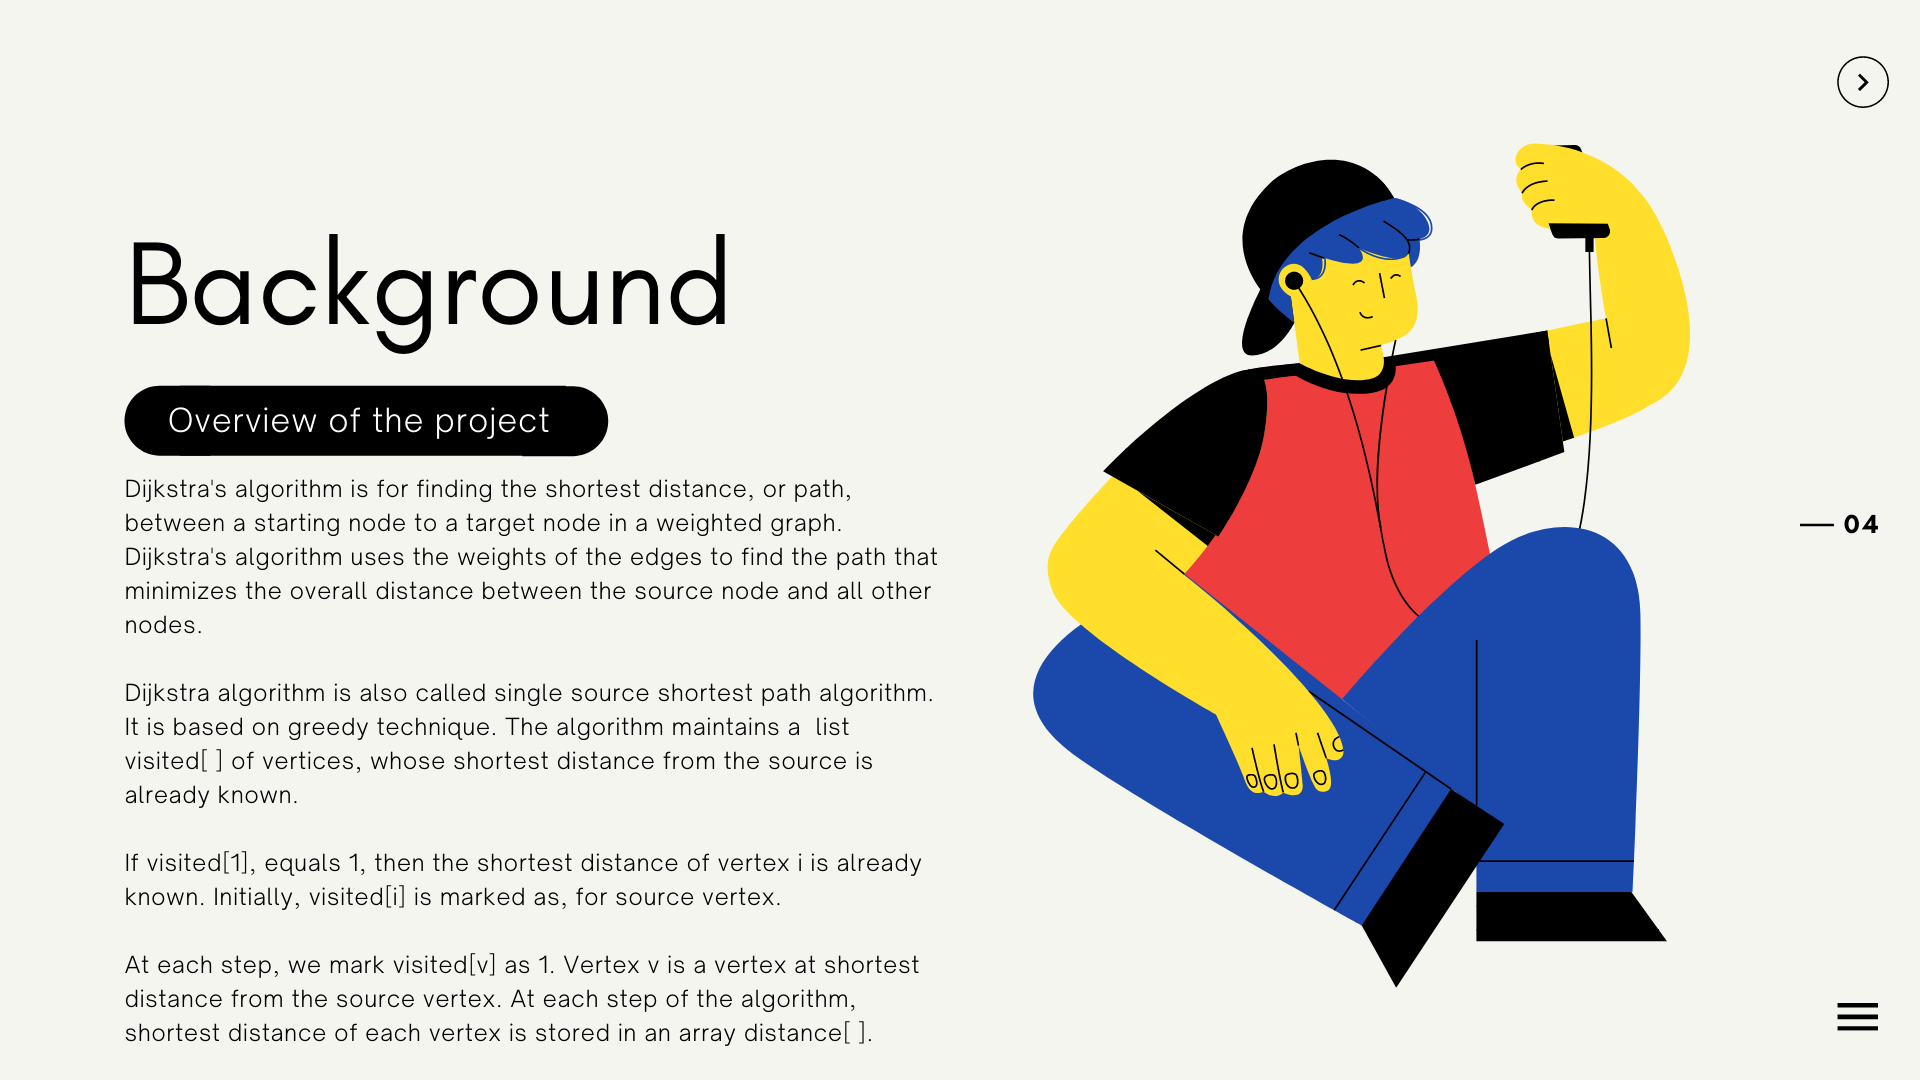 Background
Overview of the project
Dijkstra's algorithm is for finding the shortest distance, or path,
between a starting node to a target node in a weighted graph.
Dijkstra's algorithm uses the weights of the edges to find the path that
minimizes the overall distance between the source node and all other
nodes.
Dijkstra algorithm is also called single source shortest path algorithm.
It is based on greedy technique. The algorithm maintains a  list
visited[ ] of vertices, whose shortest distance from the source is
already known.
If visited[1], equals 1, then the shortest distance of vertex i is already
known. Initially, visited[i] is marked as, for source vertex.
At each step, we mark visited[v] as 1. Vertex v is a vertex at shortest
distance from the source vertex. At each step of the algorithm,
shortest distance of each vertex is stored in an array distance[ ].
— 04